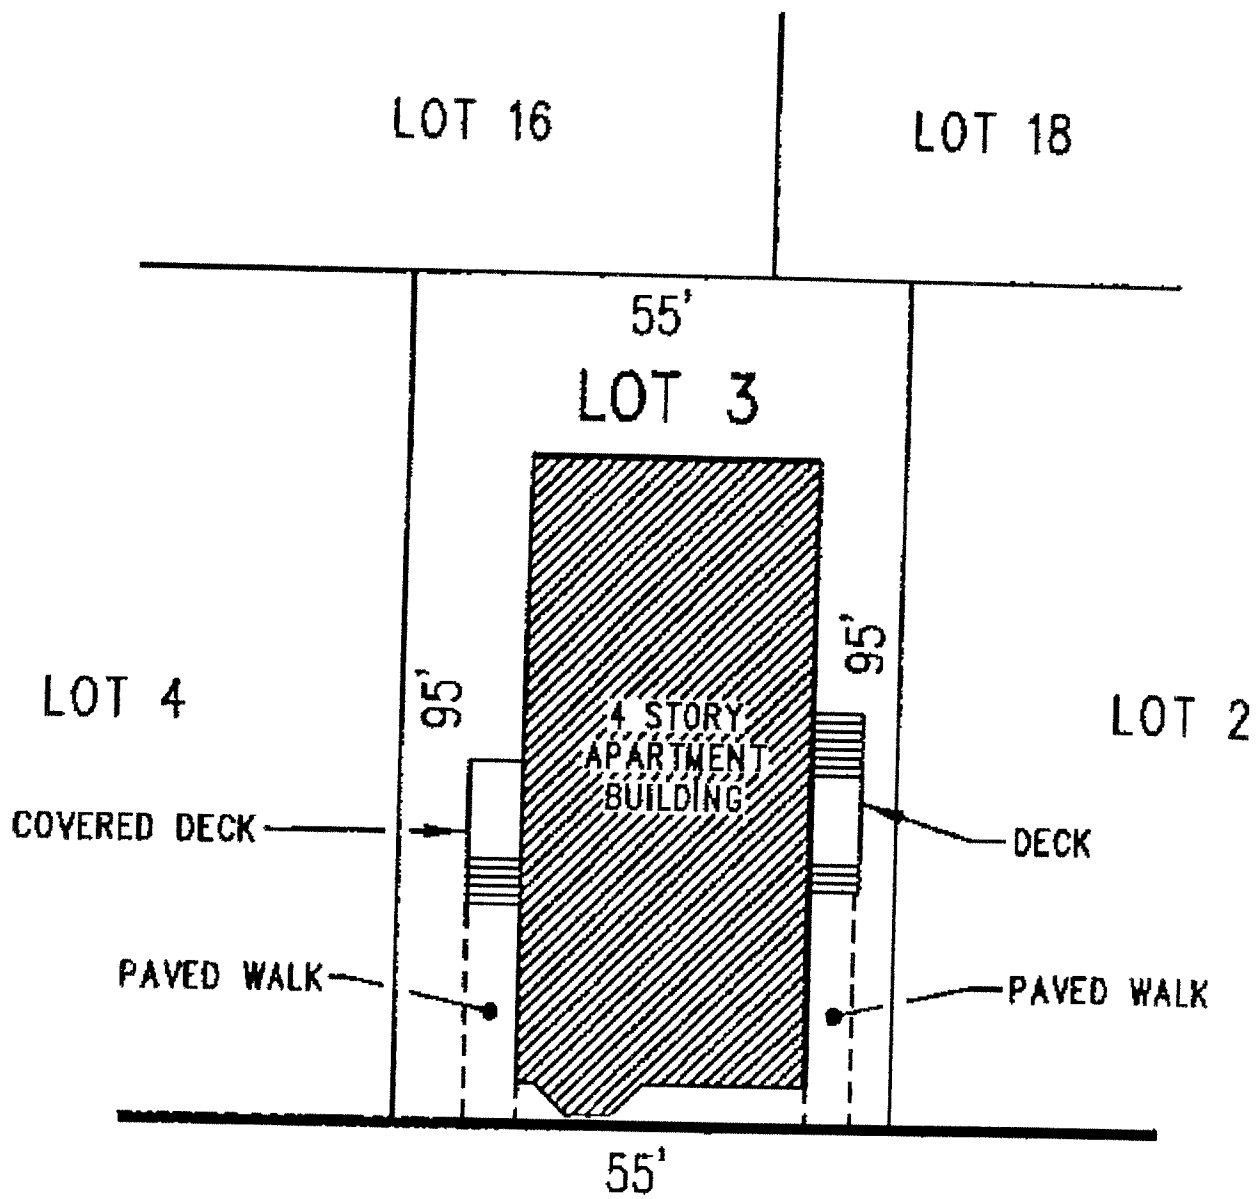 LOT 16
LOT 18
55'
LOT 3
95'
LOT 4
95'
LOT 2
4 STORY
APARTMENT
BUILDING
COVERED DECK
DECK
PAVED WALK
PAVED WALK
55'